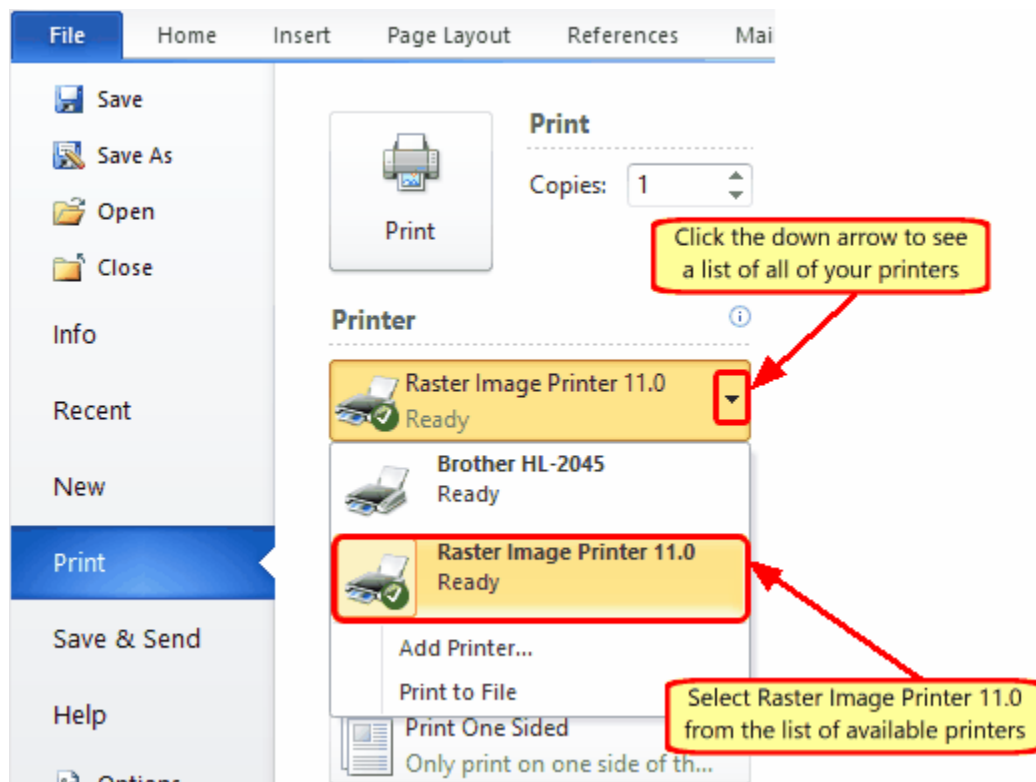 File Home Insert Page Layout References Mai
Save
Save As
Open
Close
Info
Recent
New
Print
Save & Send
Help
Options
Print
Print
Copies: 1
Click the down arrow to see
a list of all of your printers
Printer
Raster Image Printer 11.0
Ready
Brother HL-2045
Ready
Raster Image Printer 11.0
Ready
Add Printer...
Print to File
Select Raster Image Printer 11.0
from the list of available printers
Print One Sided
Only print on one side of th...